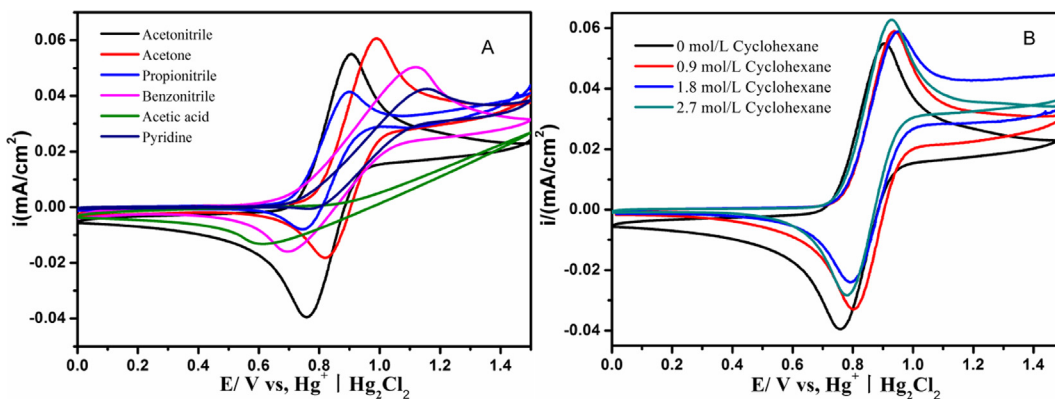 A
Acetonitrile
Acetone
Propionitrile
Benzonitrile
Acetic acid
Pyridine
0.06
0.04
0.02
0.00
-0.02
-0.04
i(mA/cm²)
0.0 0.2 0.4 0.6 0.8 1.0 1.2 1.4
E/ V vs, Hg⁺ | Hg₂Cl₂
B
0 mol/L Cyclohexane
0.9 mol/L Cyclohexane
1.8 mol/L Cyclohexane
2.7 mol/L Cyclohexane
0.06
0.04
0.02
0.00
-0.02
-0.04
i/(mA/cm²)
0.0 0.2 0.4 0.6 0.8 1.0 1.2 1.4
E/ V vs, Hg⁺ | Hg₂Cl₂